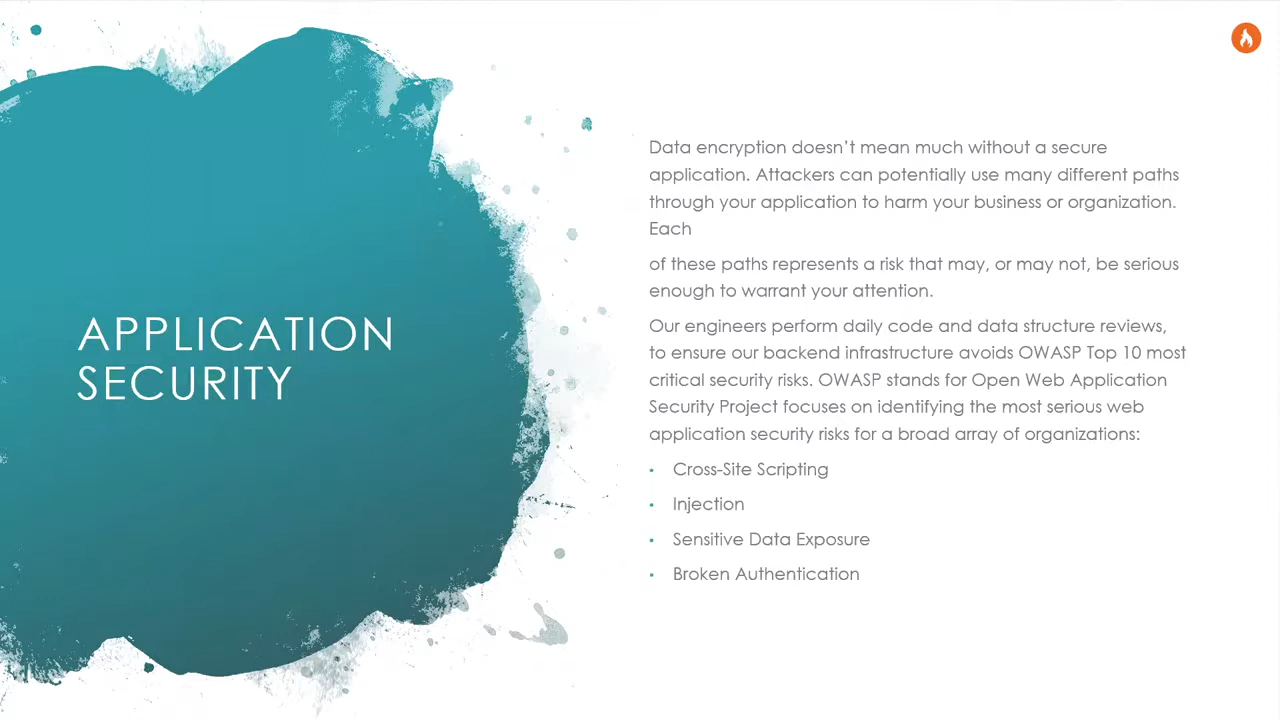 APPLICATION
SECURITY
Data encryption doesn’t mean much without a secure
application. Attackers can potentially use many different paths
through your application to harm your business or organization.
Each
of these paths represents a risk that may, or may not, be serious
enough to warrant your attention.
Our engineers perform daily code and data structure reviews,
to ensure our backend infrastructure avoids OWASP Top 10 most
critical security risks. OWASP stands for Open Web Application
Security Project focuses on identifying the most serious web
application security risks for a broad array of organizations:
• Cross-Site Scripting
• Injection
• Sensitive Data Exposure
• Broken Authentication